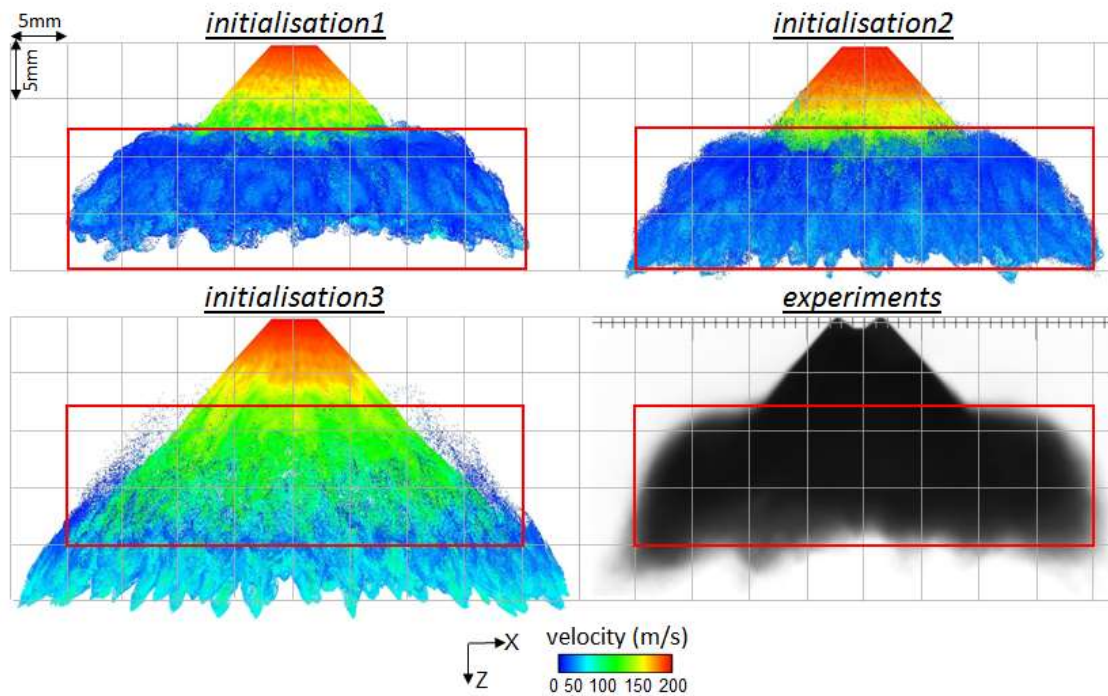 5mm
initialisation1
initialisation2
5mm
initialisation3
experiments
X
velocity (m/s)
Z
0 50 100 150 200